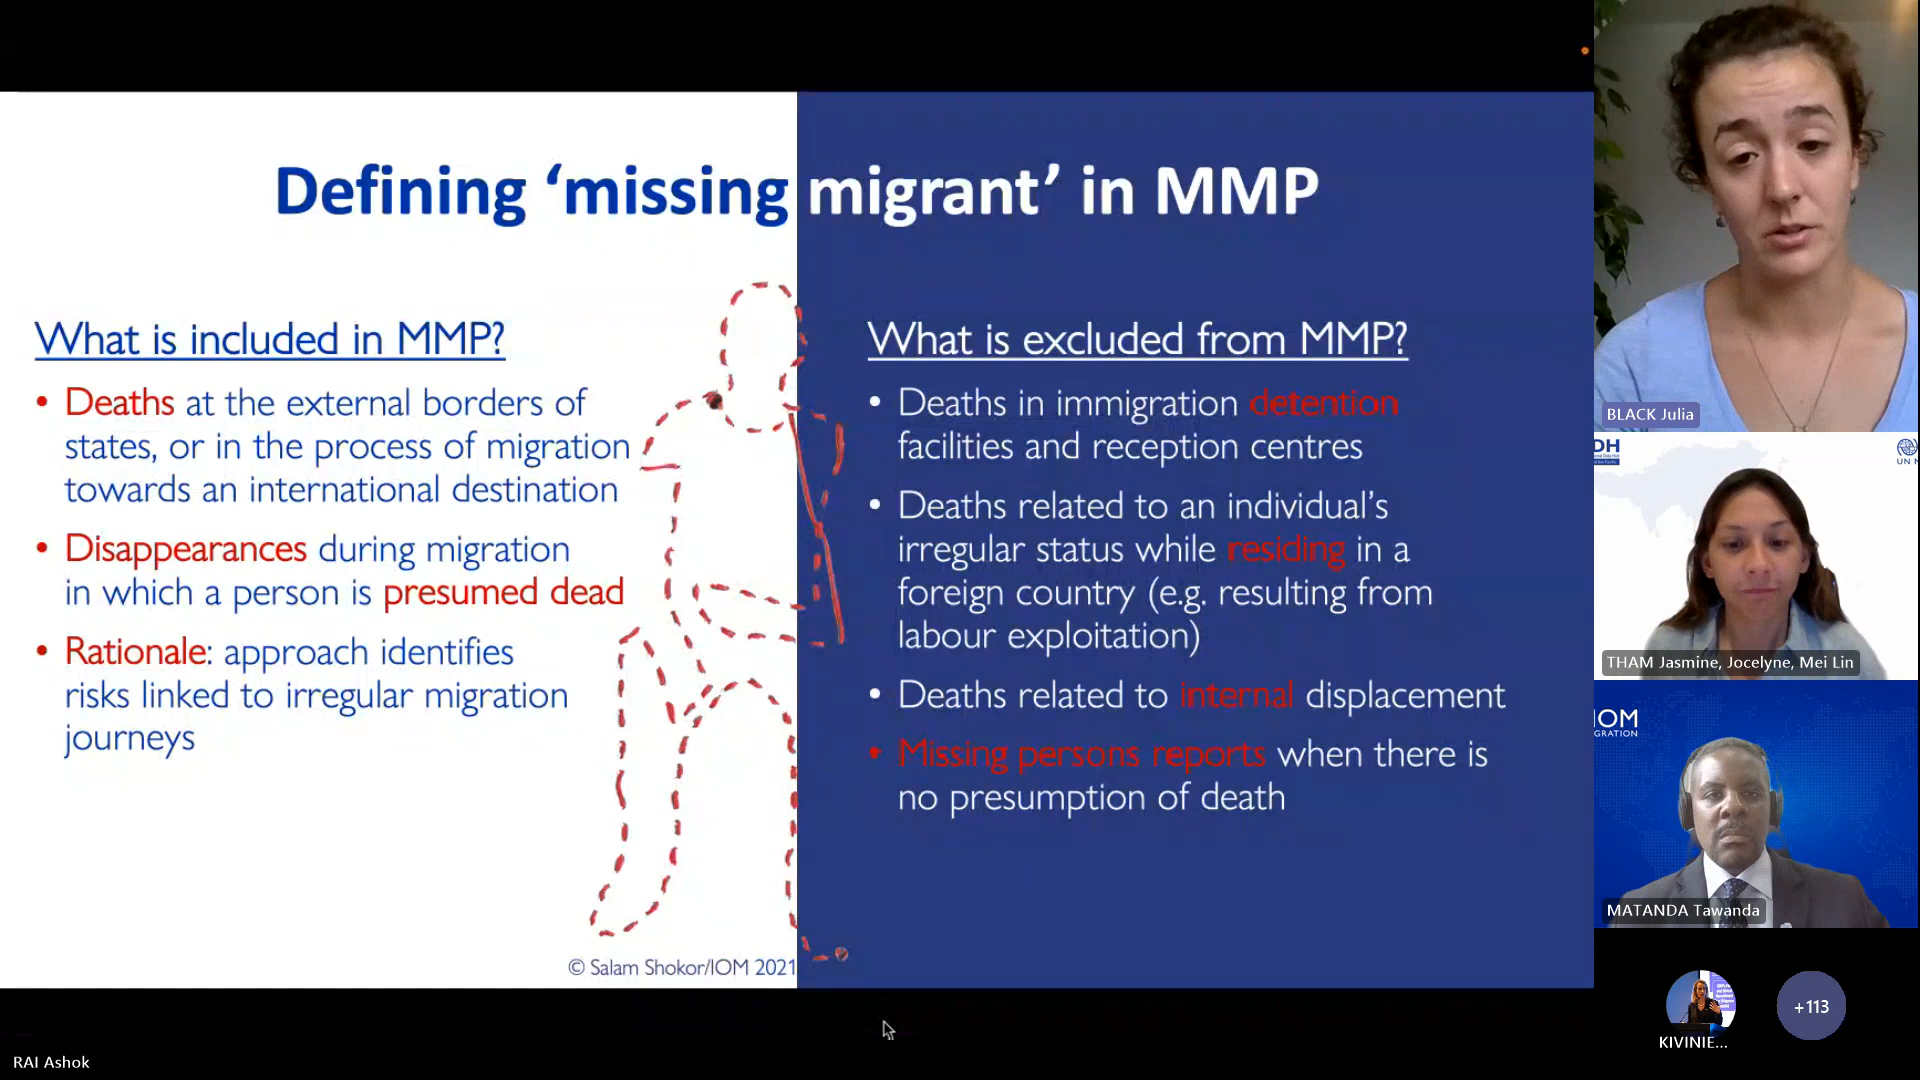 Defining ‘missing migrant’ in MMP
What is included in MMP?
• Deaths at the external borders of
states, or in the process of migration
towards an international destination
• Disappearances during migration
in which a person is presumed dead
• Rationale: approach identifies
risks linked to irregular migration
journeys
© Salam Shokor/IOM 2021
What is excluded from MMP?
• Deaths in immigration detention
facilities and reception centres
• Deaths related to an individual’s
irregular status while residing in a
foreign country (e.g. resulting from
labour exploitation)
• Deaths related to internal displacement
• Missing persons reports when there is
no presumption of death
BLACK Julia
DH
UN
THAM Jasmine, Jocelyne, Mei Lin
IOM
GRATION
MATANDA Tawanda
KIVINIE...
+113
RAI Ashok